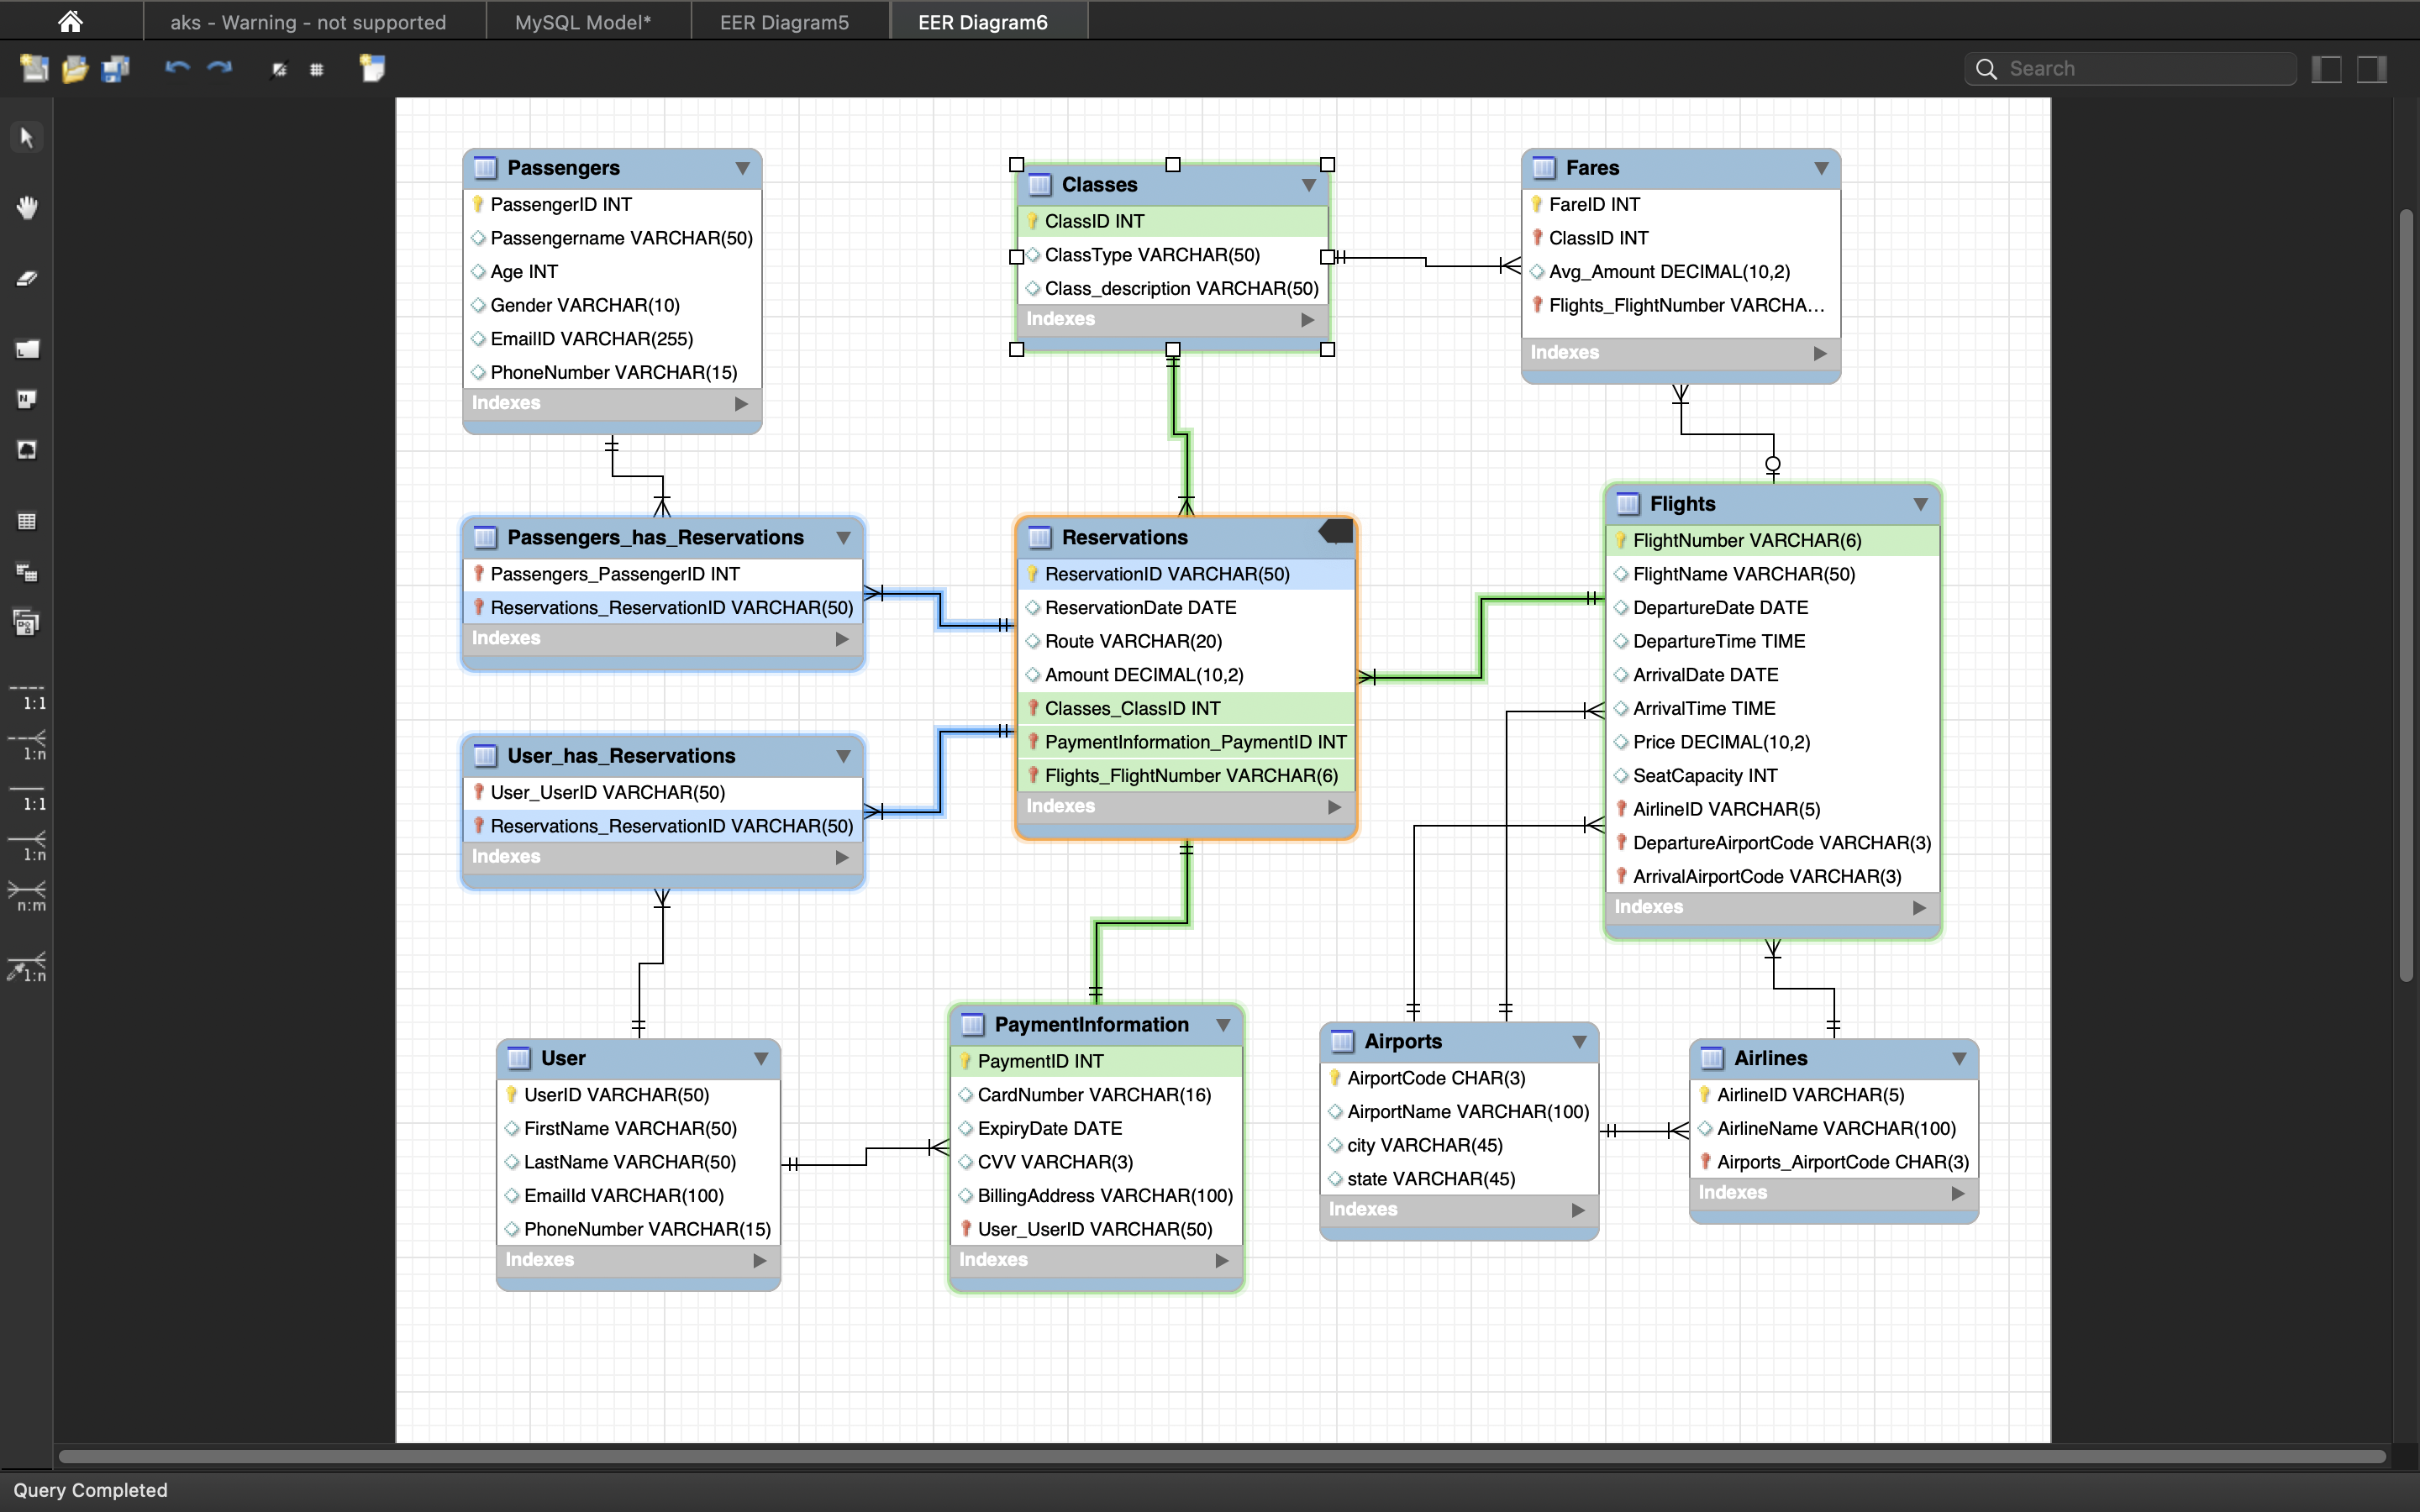 aks - Warning - not supported
MySQL Model*
EER Diagram5
EER Diagram6
Search
Passengers
PassengerID INT
Passengername VARCHAR(50)
Age INT
Gender VARCHAR(10)
EmailID VARCHAR(255)
PhoneNumber VARCHAR(15)
Indexes
Classes
ClassID INT
ClassType VARCHAR(50)
Class_description VARCHAR(50)
Indexes
Fares
FareID INT
ClassID INT
Avg_Amount DECIMAL(10,2)
Flights_FlightNumber VARCHA...
Indexes
Passengers_has_Reservations
Passengers_PassengerID INT
Reservations_ReservationID VARCHAR(50)
Indexes
Reservations
ReservationID VARCHAR(50)
ReservationDate DATE
Route VARCHAR(20)
Amount DECIMAL(10,2)
Classes_ClassID INT
PaymentInformation_PaymentID INT
Flights_FlightNumber VARCHAR(6)
Indexes
Flights
FlightNumber VARCHAR(6)
FlightName VARCHAR(50)
DepartureDate DATE
DepartureTime TIME
ArrivalDate DATE
ArrivalTime TIME
Price DECIMAL(10,2)
SeatCapacity INT
AirlineID VARCHAR(5)
DepartureAirportCode VARCHAR(3)
ArrivalAirportCode VARCHAR(3)
Indexes
User_has_Reservations
User_UserID VARCHAR(50)
Reservations_ReservationID VARCHAR(50)
Indexes
User
UserID VARCHAR(50)
FirstName VARCHAR(50)
LastName VARCHAR(50)
EmailId VARCHAR(100)
PhoneNumber VARCHAR(15)
Indexes
PaymentInformation
PaymentID INT
CardNumber VARCHAR(16)
ExpiryDate DATE
CVV VARCHAR(3)
BillingAddress VARCHAR(100)
User_UserID VARCHAR(50)
Indexes
Airports
AirportCode CHAR(3)
AirportName VARCHAR(100)
city VARCHAR(45)
state VARCHAR(45)
Indexes
Airlines
AirlineID VARCHAR(5)
AirlineName VARCHAR(100)
Airports_AirportCode CHAR(3)
Indexes
1:1
1:n
1:1
1:n
n:m
1:n
Query Completed